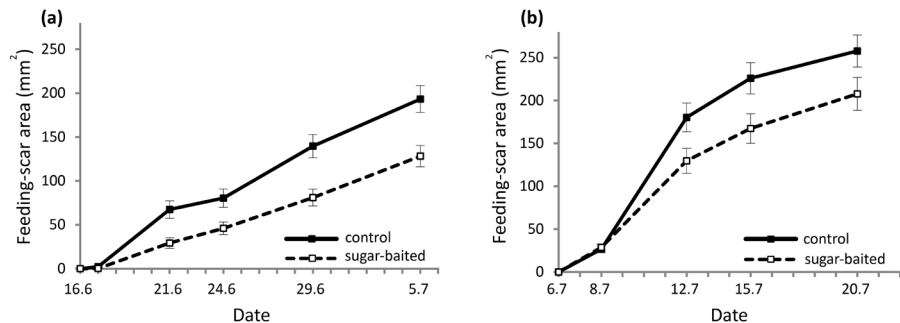 (a)
Feeding-scar area (mm²)
250
200
150
100
50
0
16.6 21.6 24.6 29.6 5.7
Date
control
sugar-baited
(b)
Feeding-scar area (mm²)
250
200
150
100
50
0
6.7 8.7 12.7 15.7 20.7
Date
control
sugar-baited